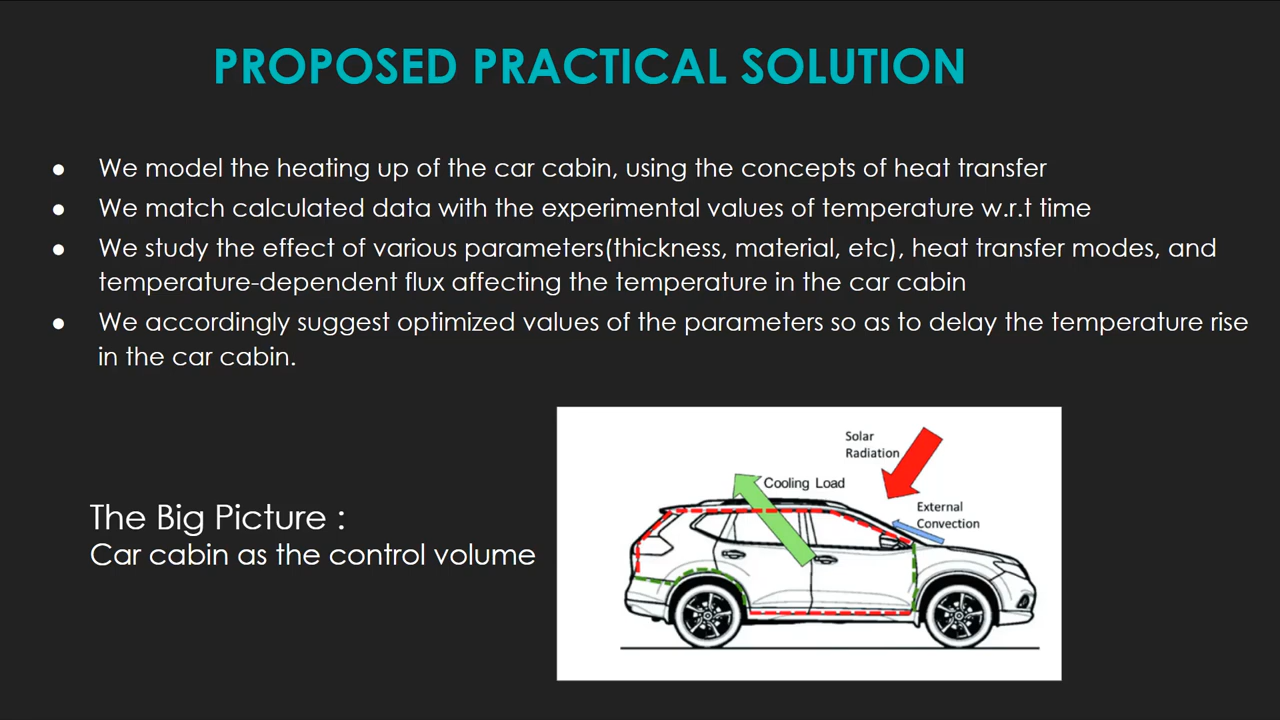 PROPOSED PRACTICAL SOLUTION
● We model the heating up of the car cabin, using the concepts of heat transfer
● We match calculated data with the experimental values of temperature w.r.t time
● We study the effect of various parameters(thickness, material, etc), heat transfer modes, and
temperature-dependent flux affecting the temperature in the car cabin
● We accordingly suggest optimized values of the parameters so as to delay the temperature rise
in the car cabin.
The Big Picture :
Car cabin as the control volume
Solar
Radiation
Cooling Load
External
Convection